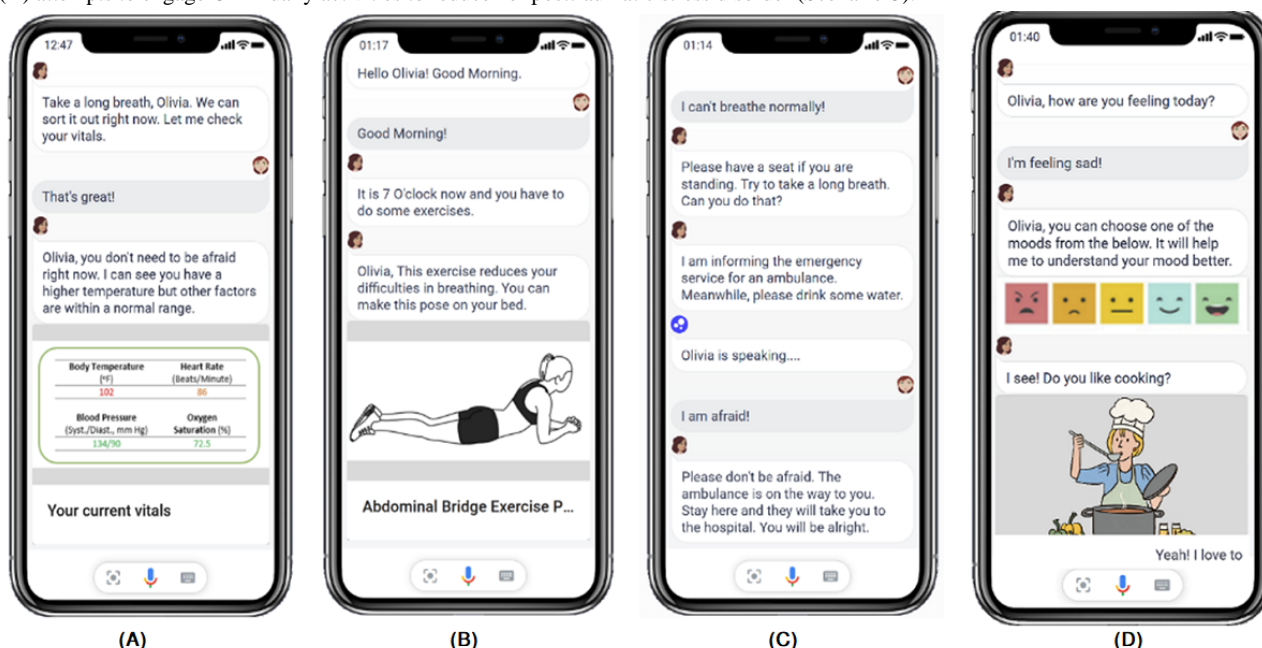 12:47
Take a long breath, Olivia. We can
sort it out right now. Let me check
your vitals.
That's great!
Olivia, you don't need to be afraid
right now. I can see you have a
higher temperature but other factors
are within a normal range.
Body Temperature
(°F)
102
Heart Rate
(Beats/Minute)
86
Blood Pressure
(Syst./Diast., mm Hg)
134/90
Oxygen
Saturation (%)
72.5
Your current vitals
(A)
01:17
Hello Olivia! Good Morning.
Good Morning!
It is 7 O'clock now and you have to
do some exercises.
Olivia, This exercise reduces your
difficulties in breathing. You can
make this pose on your bed.
Abdominal Bridge Exercise P...
(B)
01:14
I can't breathe normally!
Please have a seat if you are
standing. Try to take a long breath.
Can you do that?
I am informing the emergency
service for an ambulance.
Meanwhile, please drink some water.
Olivia is speaking....
I am afraid!
Please don't be afraid. The
ambulance is on the way to you.
Stay here and they will take you to
the hospital. You will be alright.
(C)
01:40
Olivia, how are you feeling today?
I'm feeling sad!
Olivia, you can choose one of the
moods from the below. It will help
me to understand your mood better.
I see! Do you like cooking?
Yeah! I love to
(D)